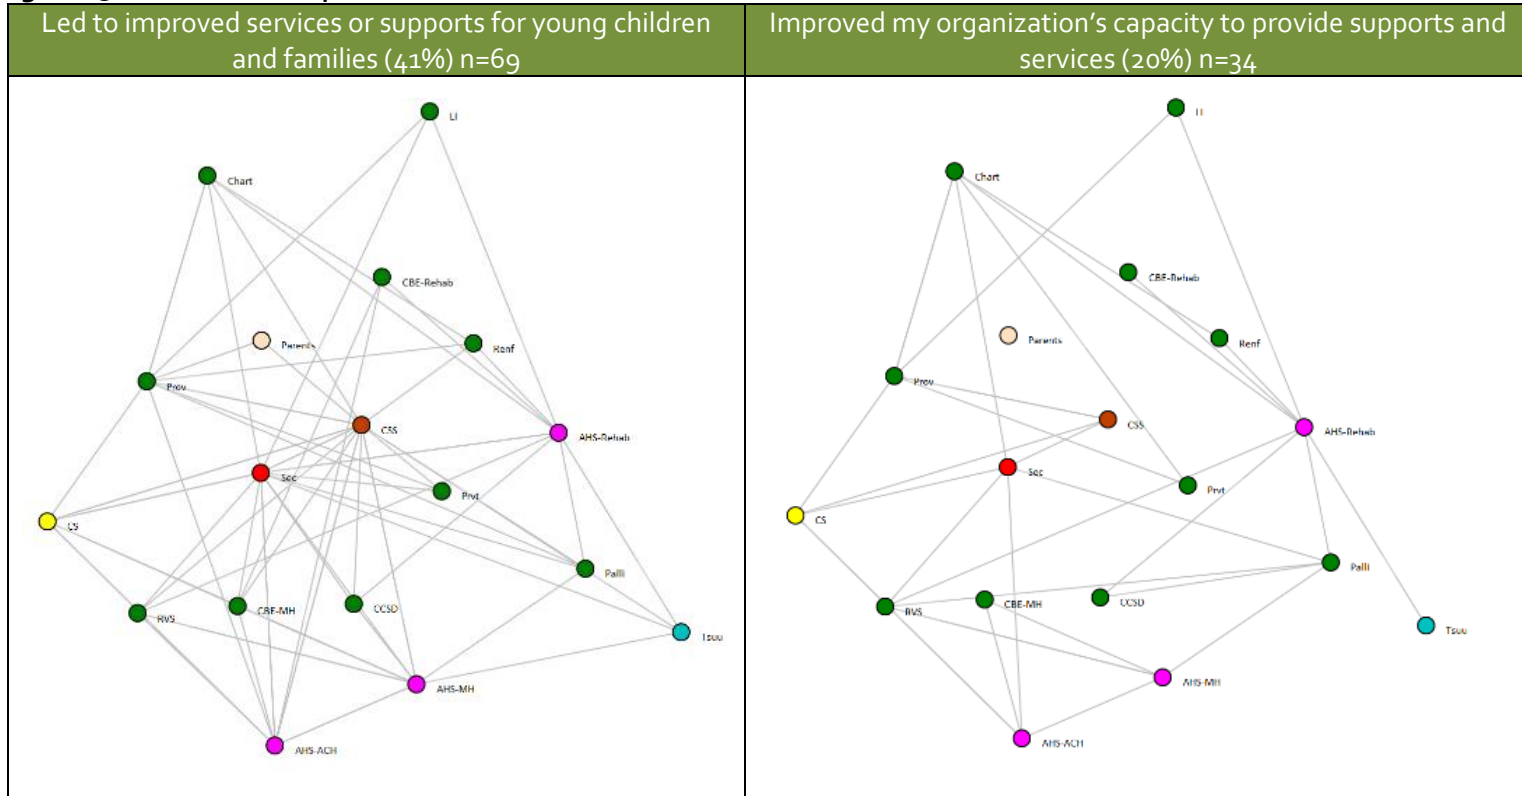 Led to improved services or supports for young children
and families (41%) n=69
Improved my organization's capacity to provide supports and
services (20%) n=34
LI
Chart
CBE-Rehab
Parents
Renf
Prov
CSS
AHS-Rehab
Sec
Prvt
CS
Palli
RVS
CBE-MH
CCSD
Tsuu
AHS-MH
AHS-ACH
LI
Chart
CBE-Rehab
Parents
Renf
Prov
CSS
AHS-Rehab
Sec
Prvt
CS
Palli
RVS
CBE-MH
CCSD
Tsuu
AHS-MH
AHS-ACH